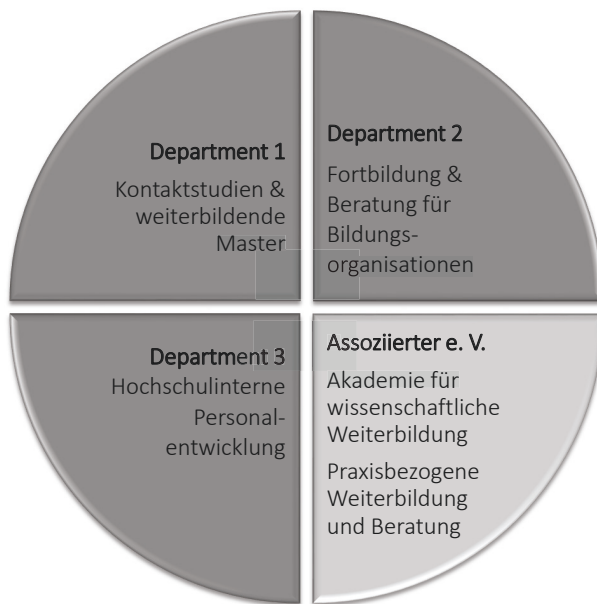 Department 1
Kontaktstudien &
weiterbildende
Master
Department 2
Fortbildung &
Beratung für
Bildungs-
organisationen
Department 3
Hochschulinterne
Personal-
entwicklung
Assoziierter e. V.
Akademie für
wissenschaftliche
Weiterbildung
Praxisbezogene
Weiterbildung
und Beratung